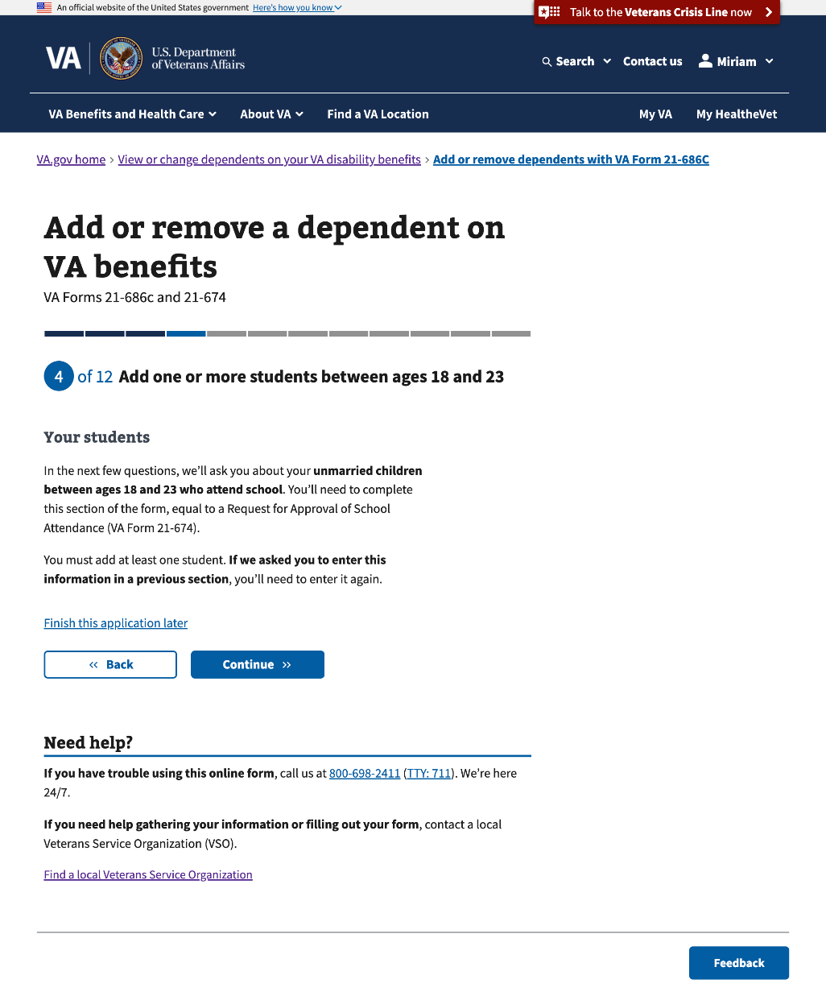 An official website of the United States government Here's how you know
Talk to the Veterans Crisis Line now
VA
U.S. Department
of Veterans Affairs
Search
Contact us
Miriam
VA Benefits and Health Care
About VA
Find a VA Location
My VA
My HealtheVet
VA.gov home › View or change dependents on your VA disability benefits › Add or remove dependents with VA Form 21-686C
Add or remove a dependent on
VA benefits
VA Forms 21-686c and 21-674
4 of 12 Add one or more students between ages 18 and 23
Your students
In the next few questions, we'll ask you about your unmarried children
between ages 18 and 23 who attend school. You'll need to complete
this section of the form, equal to a Request for Approval of School
Attendance (VA Form 21-674).
You must add at least one student. If we asked you to enter this
information in a previous section, you'll need to enter it again.
Finish this application later
« Back
Continue »
Need help?
If you have trouble using this online form, call us at 800-698-2411 (TTY: 711). We're here
24/7.
If you need help gathering your information or filling out your form, contact a local
Veterans Service Organization (VSO).
Find a local Veterans Service Organization
Feedback